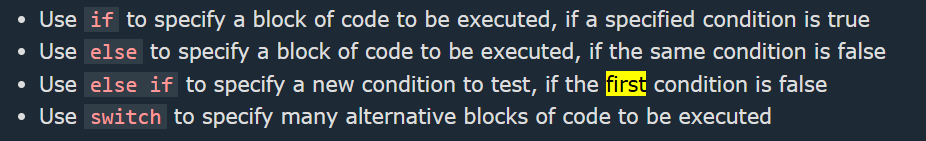 • Use if to specify a block of code to be executed, if a specified condition is true
• Use else to specify a block of code to be executed, if the same condition is false
• Use else if to specify a new condition to test, if the first condition is false
• Use switch to specify many alternative blocks of code to be executed